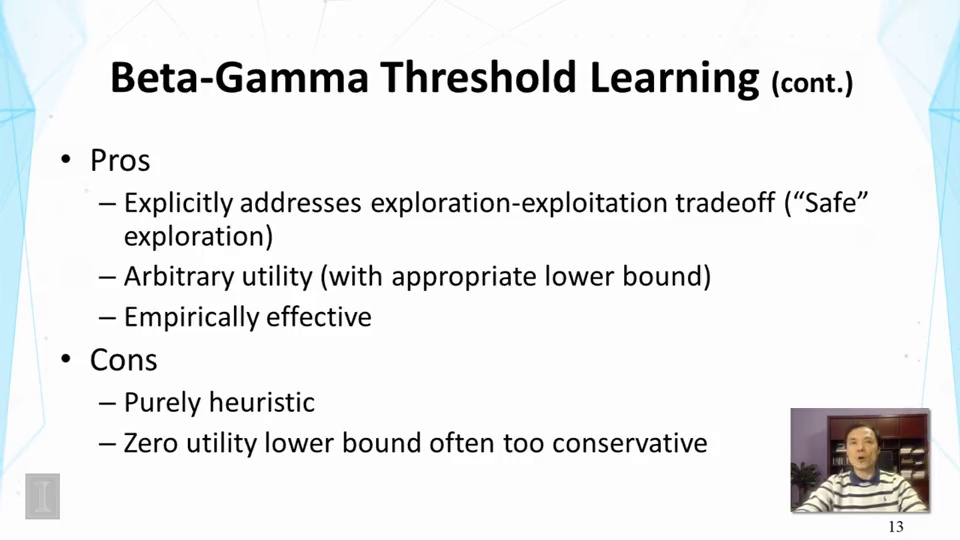 Beta-Gamma Threshold Learning (cont.)
• Pros
– Explicitly addresses exploration-exploitation tradeoff (“Safe”
exploration)
– Arbitrary utility (with appropriate lower bound)
– Empirically effective
• Cons
– Purely heuristic
– Zero utility lower bound often too conservative
I
13